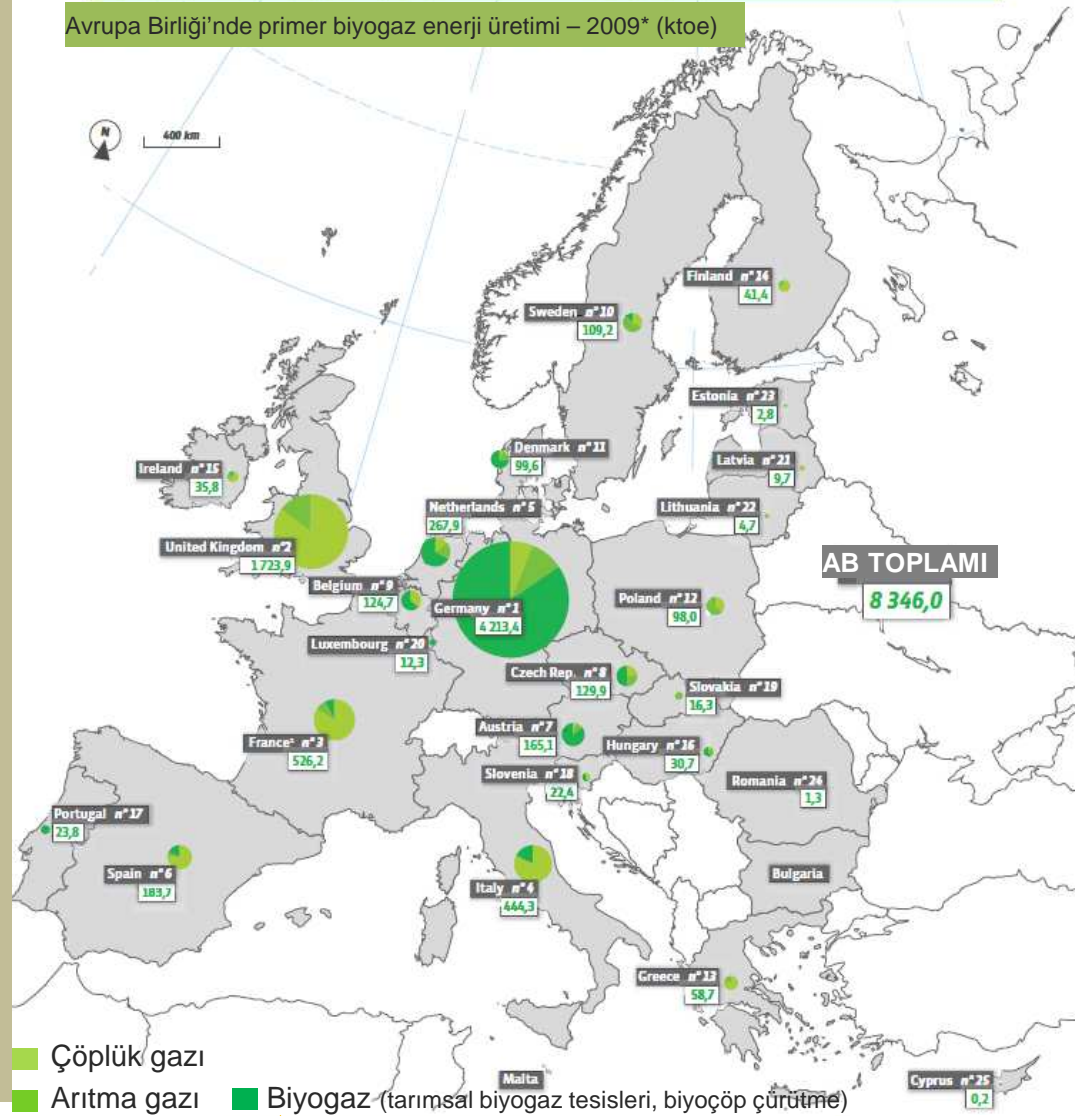 Avrupa Birliği’nde primer biyogaz enerji üretimi – 2009* (ktoe)
N
400 km
Finland n°14
41,4
Sweden n°10
109,2
Estonia n°23
2,8
Denmark n°11
99,6
Latvia n°21
9,7
Ireland n°15
35,8
Lithuania n°22
4,7
Netherlands n°5
267,9
United Kingdom n°2
1 723,9
AB TOPLAMI
8 346,0
Belgium n°9
124,7
Germany n°1
4 213,4
Poland n°12
98,0
Luxembourg n°20
12,3
Czech Rep. n°8
129,9
Slovakia n°19
16,3
Austria n°7
165,1
France² n°3
526,2
Hungary n°16
30,7
Slovenia n°18
22,4
Romania n°24
1,3
Portugal n°17
23,8
Spain n°6
183,7
Bulgaria
Italy n°4
444,3
Greece n°13
58,7
Malta
Cyprus n°25
0,2
Çöplük gazı
Arıtma gazı Biyogaz (tarımsal biyogaz tesisleri, biyoçöp çürütme)